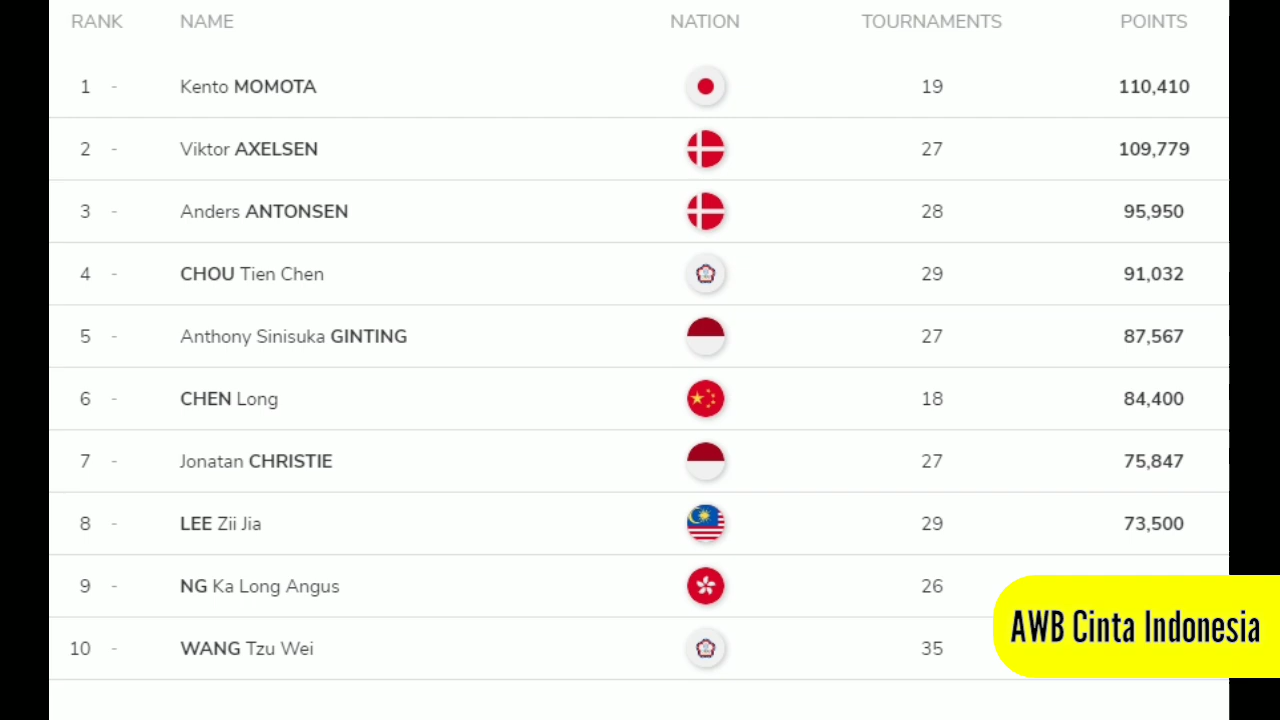 RANK NAME NATION TOURNAMENTS POINTS
1 - Kento MOMOTA 19 110,410
2 - Viktor AXELSEN 27 109,779
3 - Anders ANTONSEN 28 95,950
4 - CHOU Tien Chen 29 91,032
5 - Anthony Sinisuka GINTING 27 87,567
6 - CHEN Long 18 84,400
7 - Jonatan CHRISTIE 27 75,847
8 - LEE Zii Jia 29 73,500
9 - NG Ka Long Angus 26
10 - WANG Tzu Wei 35
AWB Cinta Indonesia